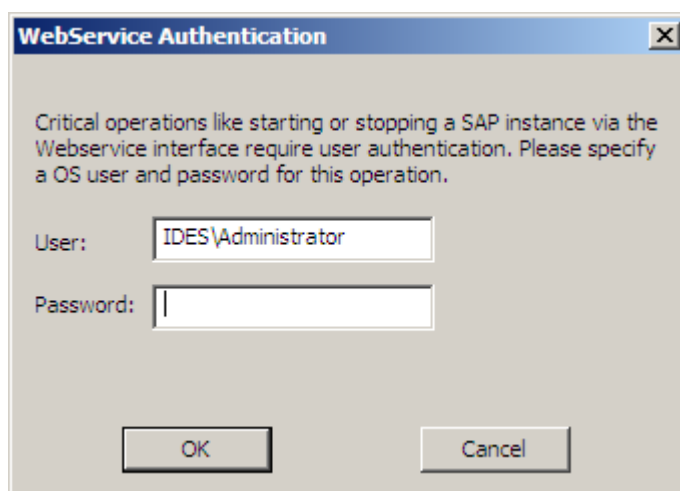 WebService Authentication
Critical operations like starting or stopping a SAP instance via the
Webservice interface require user authentication. Please specify
a OS user and password for this operation.
User: IDES\Administrator
Password:
OK Cancel